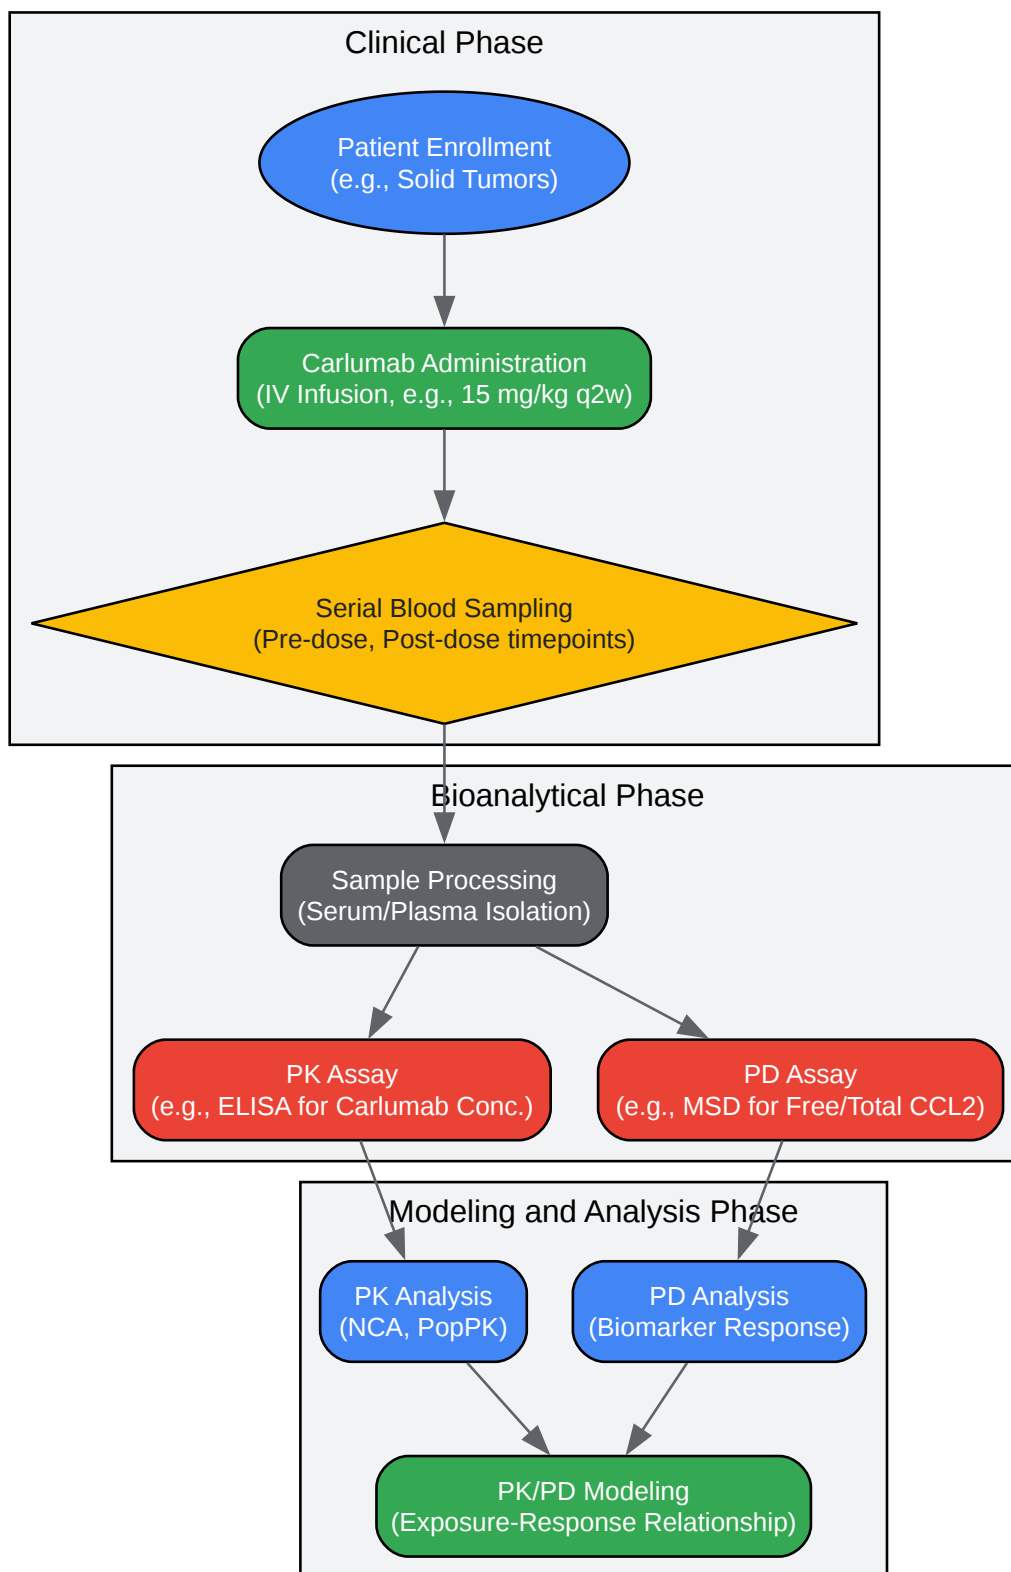 Clinical Phase
Patient Enrollment
(e.g., Solid Tumors)
Carlumab Administration
(IV Infusion, e.g., 15 mg/kg q2w)
Serial Blood Sampling
(Pre-dose, Post-dose timepoints)
Bioanalytical Phase
Sample Processing
(Serum/Plasma Isolation)
PK Assay
(e.g., ELISA for Carlumab Conc.)
PD Assay
(e.g., MSD for Free/Total CCL2)
Modeling and Analysis Phase
PK Analysis
(NCA, PopPK)
PD Analysis
(Biomarker Response)
PK/PD Modeling
(Exposure-Response Relationship)